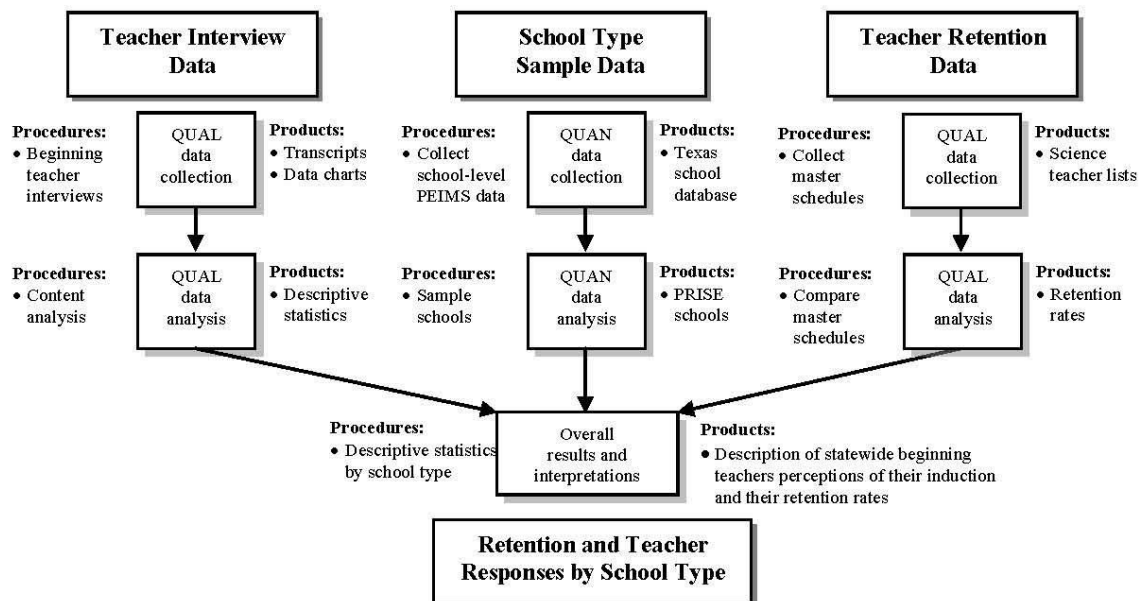 Teacher Interview
Data
School Type
Sample Data
Teacher Retention
Data
Procedures:
● Beginning
teacher
interviews
QUAL
data
collection
Products:
● Transcripts
● Data charts
Procedures:
● Collect
school-level
PEIMS data
QUAN
data
collection
Products:
● Texas
school
database
Procedures:
● Collect
master
schedules
QUAL
data
collection
Products:
● Science
teacher lists
Procedures:
● Content
analysis
QUAL
data
analysis
Products:
● Descriptive
statistics
Procedures:
● Sample
schools
QUAN
data
analysis
Products:
● PRISE
schools
Procedures:
● Compare
master
schedules
QUAL
data
analysis
Products:
● Retention
rates
Procedures:
● Descriptive statistics
by school type
Overall
results and
interpretations
Products:
● Description of statewide beginning
teachers perceptions of their induction
and their retention rates
Retention and Teacher
Responses by School Type